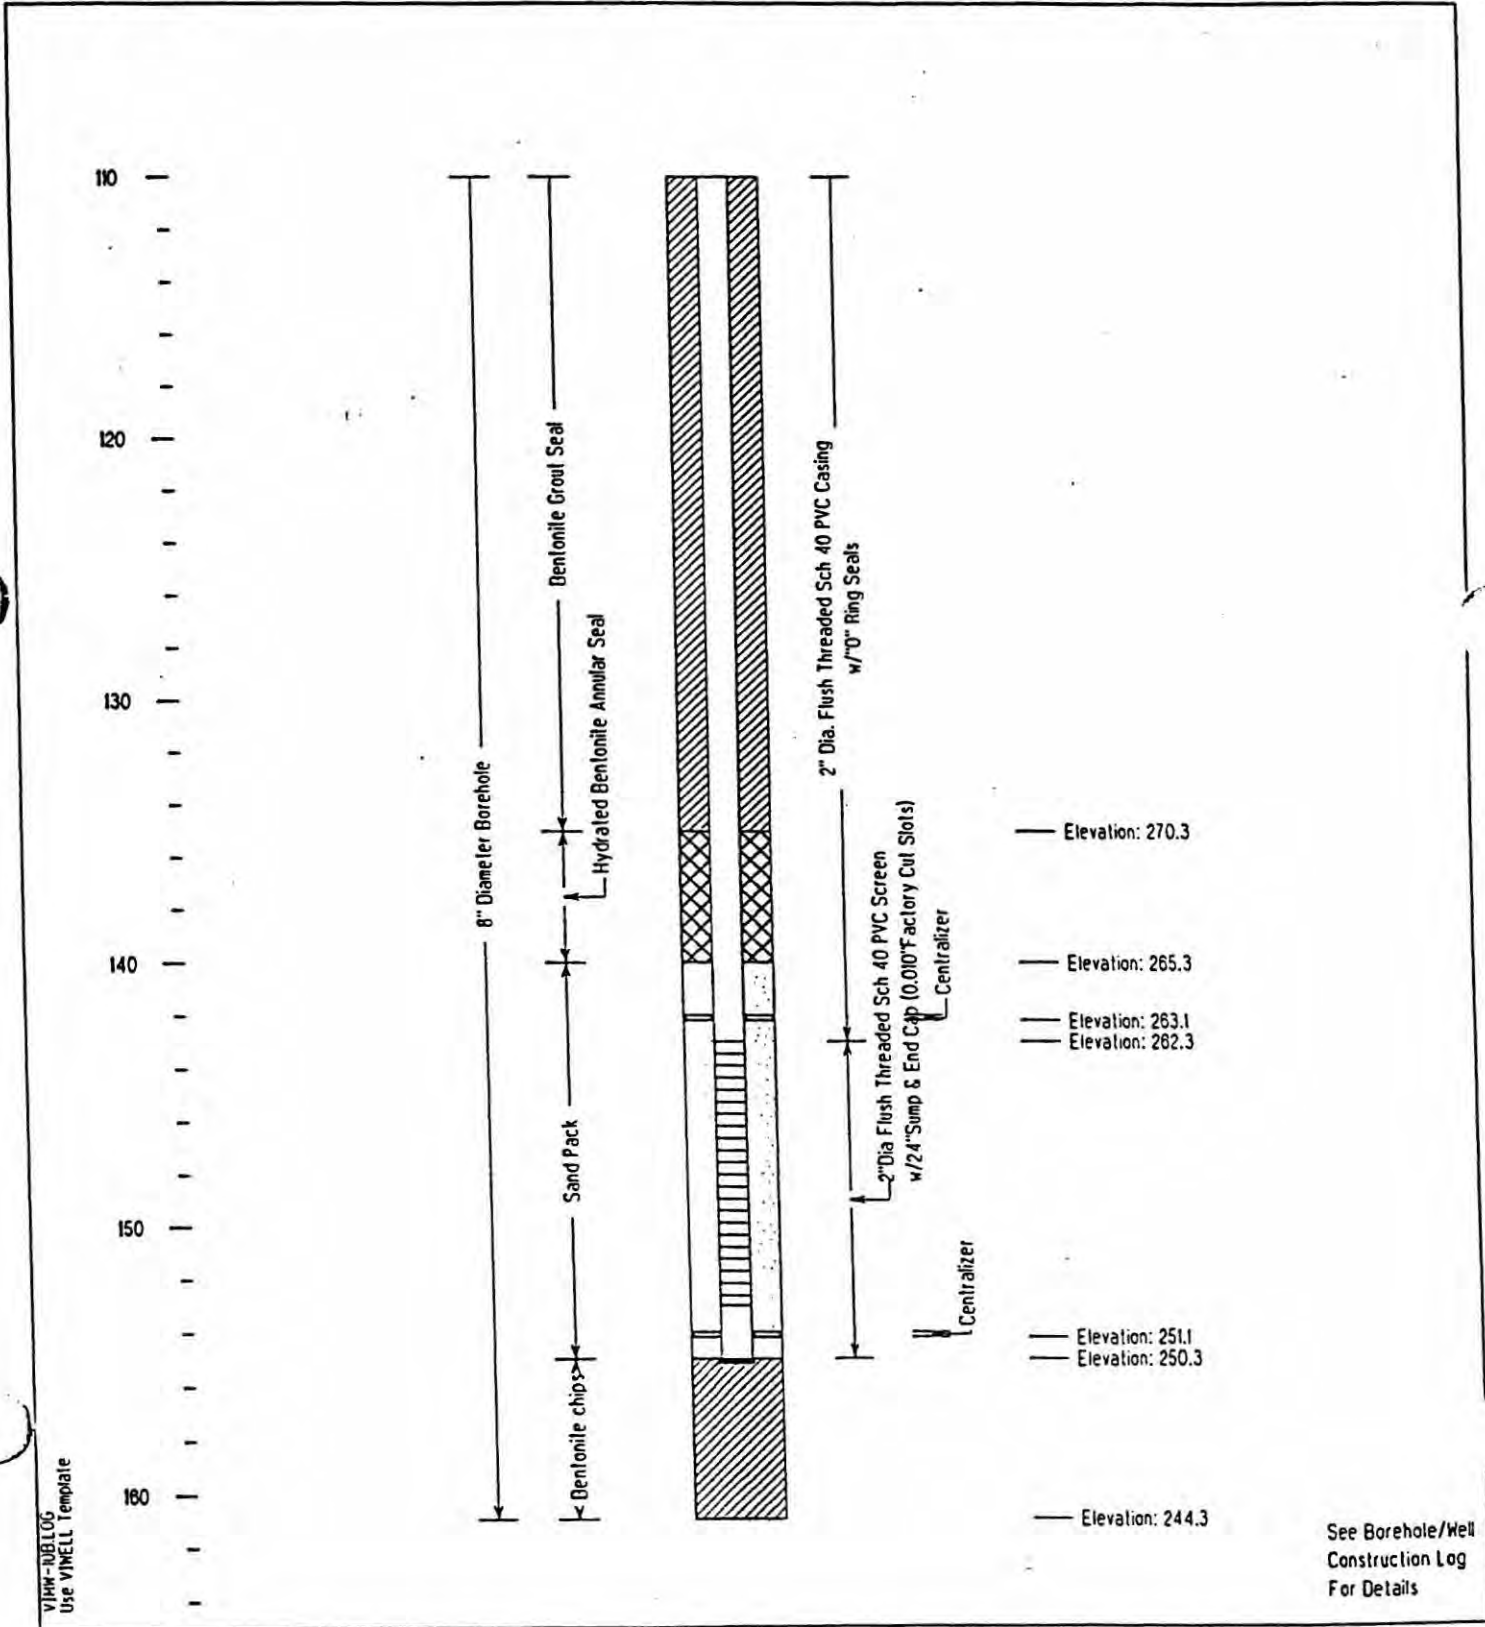 110
120
130
140
150
160
8" Diameter Borehole
Bentonite Grout Seal
Hydrated Bentonite Annular Seal
Sand Pack
Bentonite chips
2" Dia. Flush Threaded Sch 40 PVC Casing
w/"O" Ring Seals
2"Dia Flush Threaded Sch 40 PVC Screen
w/24"Sump & End Cap (0.010"Factory Cut Slots)
Centralizer
Centralizer
Elevation: 270.3
Elevation: 265.3
Elevation: 263.1
Elevation: 262.3
Elevation: 251.1
Elevation: 250.3
Elevation: 244.3
See Borehole/Well
Construction Log
For Details
Use V1WELL Template